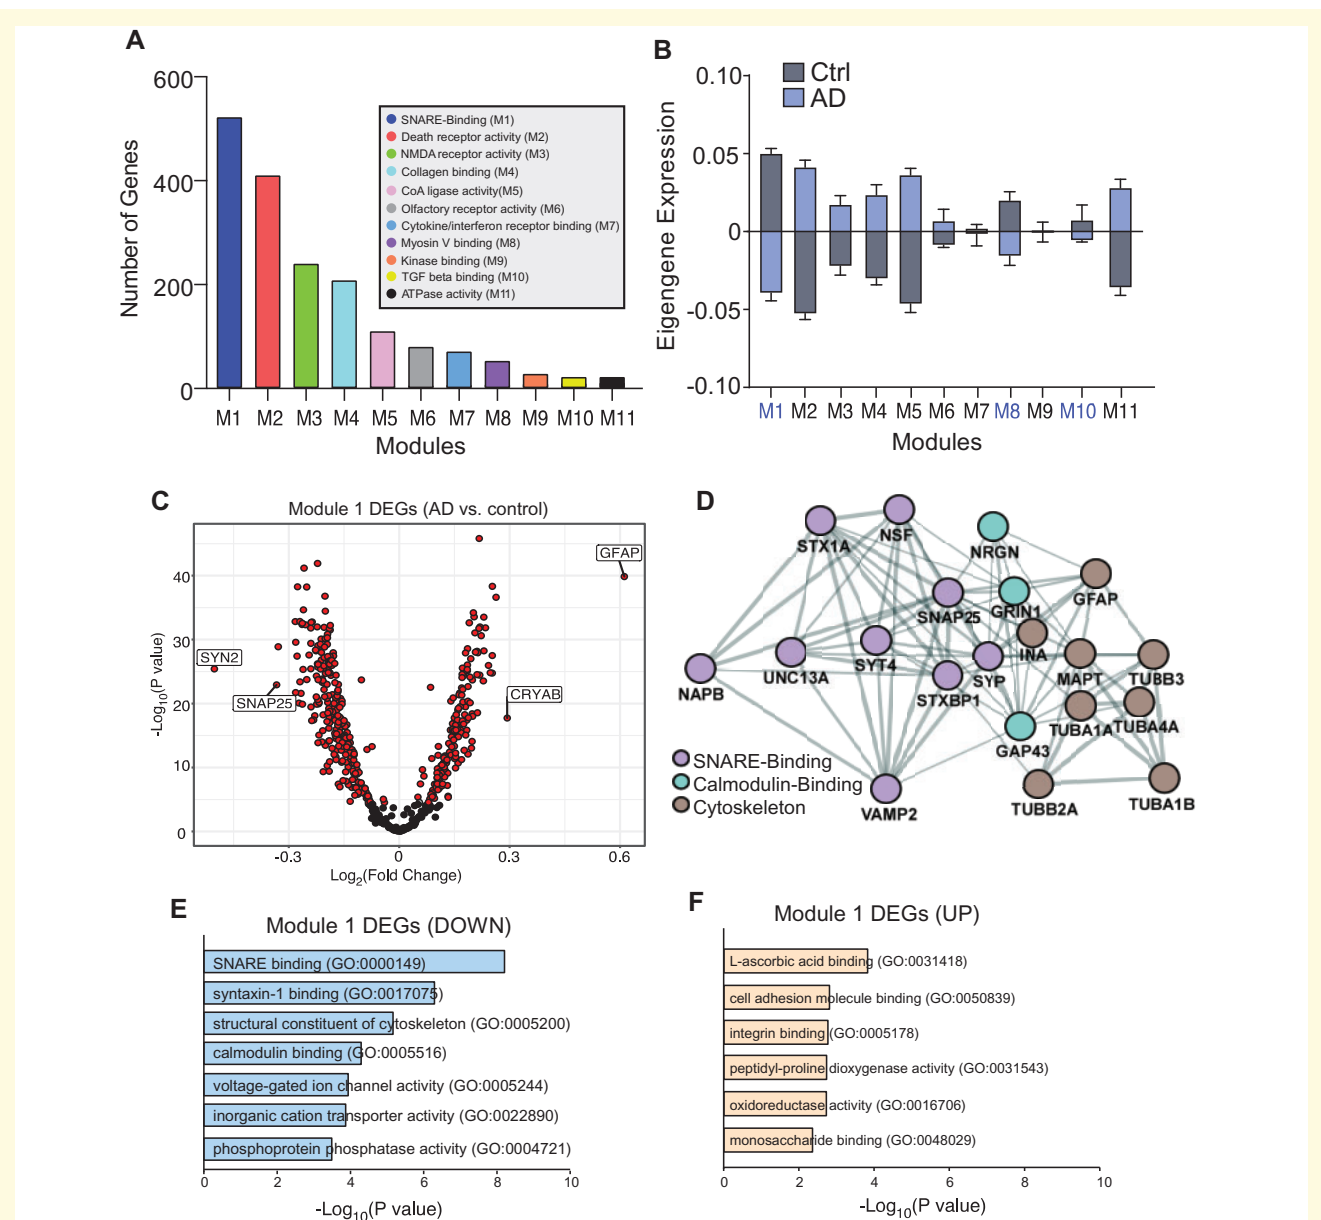 A
600
400
200
0
Number of Genes
SNARE-Binding (M1)
Death receptor activity (M2)
NMDA receptor activity (M3)
Collagen binding (M4)
CoA ligase activity(M5)
Olfactory receptor activity (M6)
Cytokine/interferon receptor binding (M7)
Myosin V binding (M8)
Kinase binding (M9)
TGF beta binding (M10)
ATPase activity (M11)
M1 M2 M3 M4 M5 M6 M7 M8 M9 M10 M11
Modules
B
Ctrl
AD
0.10
0.05
0
-0.05
-0.10
Eigengene Expression
M1 M2 M3 M4 M5 M6 M7 M8 M9 M10 M11
Modules
C
Module 1 DEGs (AD vs. control)
GFAP
SYN2
SNAP25
CRYAB
40
30
20
10
0
-Log10(P value)
-0.3 0 0.3 0.6
Log2(Fold Change)
D
STX1A
NSF
NRGN
GFAP
SNAP25
GRIN1
INA
NAPB
UNC13A
SYT4
STXBP1
SYP
MAPT
TUBB3
TUBA1A
TUBA4A
GAP43
VAMP2
TUBB2A
TUBA1B
SNARE-Binding
Calmodulin-Binding
Cytoskeleton
E
Module 1 DEGs (DOWN)
SNARE binding (GO:0000149)
syntaxin-1 binding (GO:0017075)
structural constituent of cytoskeleton (GO:0005200)
calmodulin binding (GO:0005516)
voltage-gated ion channel activity (GO:0005244)
inorganic cation transporter activity (GO:0022890)
phosphoprotein phosphatase activity (GO:0004721)
0 2 4 6 8 10
-Log10(P value)
F
Module 1 DEGs (UP)
L-ascorbic acid binding (GO:0031418)
cell adhesion molecule binding (GO:0050839)
integrin binding (GO:0005178)
peptidyl-proline dioxygenase activity (GO:0031543)
oxidoreductase activity (GO:0016706)
monosaccharide binding (GO:0048029)
0 2 4 6 8 10
-Log10(P value)